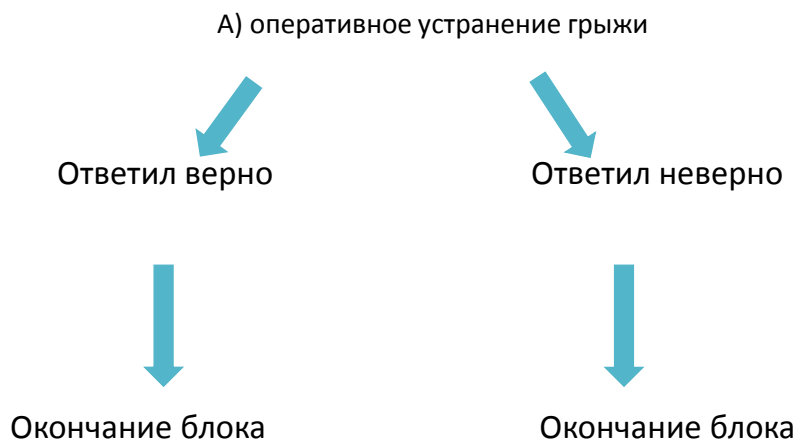 А) оперативное устранение грыжи
Ответил верно
Ответил неверно
Окончание блока
Окончание блока